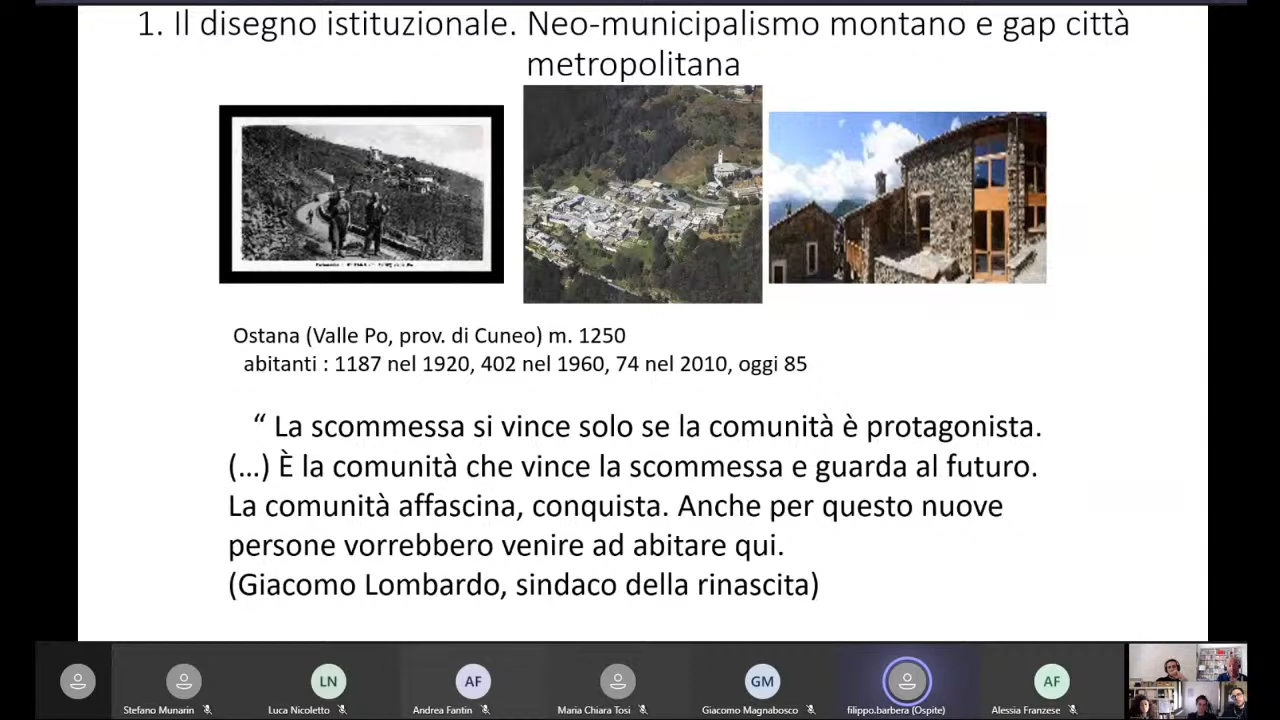 1. Il disegno istituzionale. Neo-municipalismo montano e gap città
metropolitana
Ostana (Valle Po, prov. di Cuneo) m. 1250
abitanti : 1187 nel 1920, 402 nel 1960, 74 nel 2010, oggi 85
“ La scommessa si vince solo se la comunità è protagonista.
(…) È la comunità che vince la scommessa e guarda al futuro.
La comunità affascina, conquista. Anche per questo nuove
persone vorrebbero venire ad abitare qui.
(Giacomo Lombardo, sindaco della rinascita)
LN
AF
GM
AF
Stefano Munarin
Luca Nicoletto
Andrea Fantin
Maria Chiara Tosi
Giacomo Magnabosco
filippo.barbera (Ospite)
Alessia Franzese